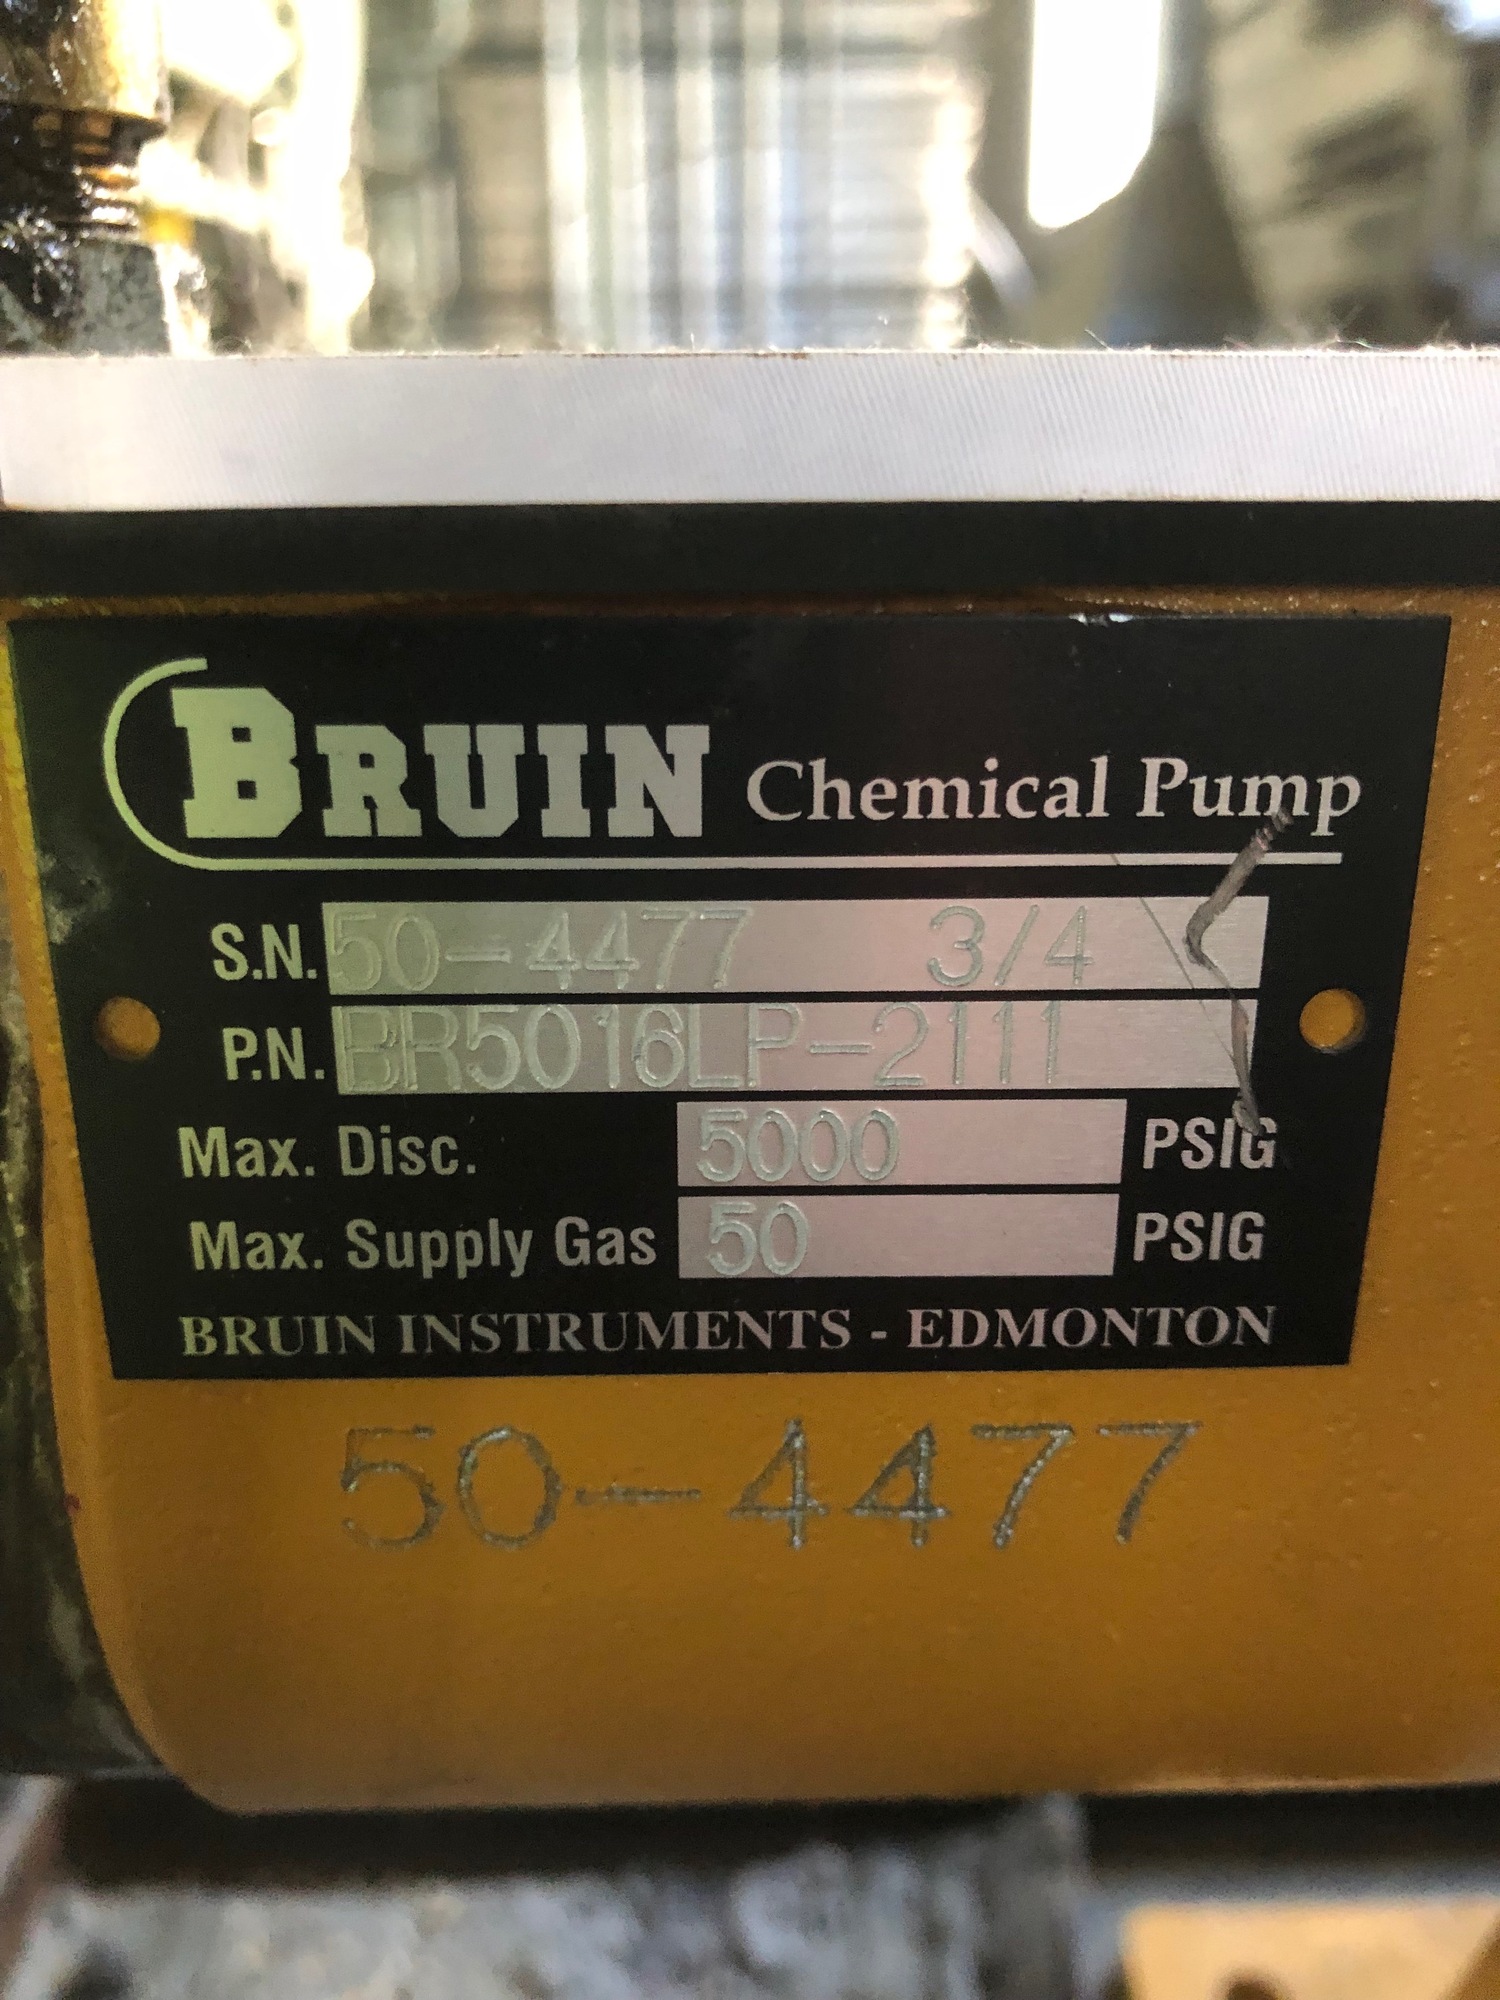 BRUIN Chemical Pump
S.N. 50-4477 3/4
P.N. BR5016LP-2111
Max. Disc. 5000 PSIG
Max. Supply Gas 50 PSIG
BRUIN INSTRUMENTS - EDMONTON
50-4477